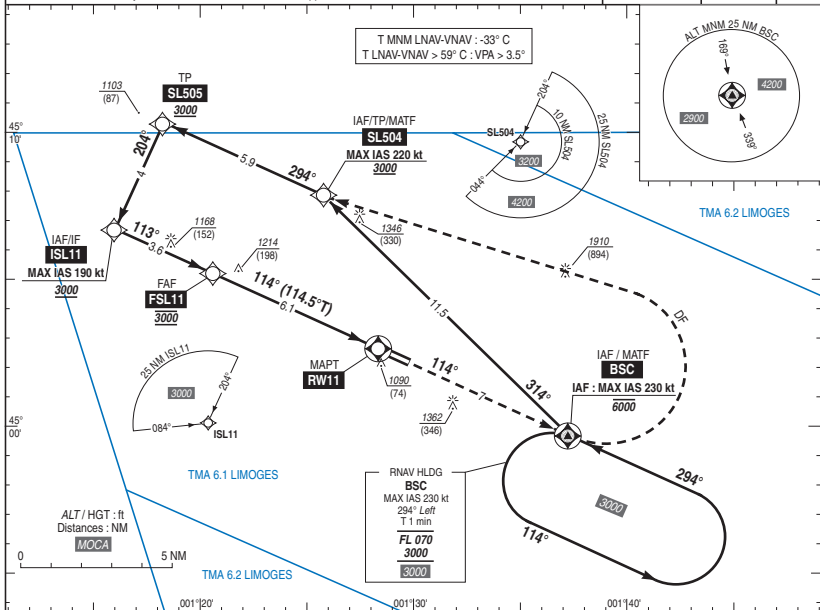 T MNM LNAV-VNAV : -33° C
T LNAV-VNAV > 59° C : VPA > 3.5°
ALT MNM 25 NM BSC
169°
4200
2900
339°
1103
(87)
TP
SL505
3000
45°
10'
204°
4
5.9
294°
IAF/TP/MATF
SL504
MAX IAS 220 kt
3000
SL504
204°
10 NM SL504
25 NM SL504
3200
044°
4200
TMA 6.2 LIMOGES
IAF/IF
ISL11
MAX IAS 190 kt
3000
113°
3.6
1168
(152)
1214
(198)
1346
(330)
1910
(894)
FAF
FSL11
3000
114° (114.5°T)
6.1
11.5
DF
MAPT
RW11
114°
7
1090
(74)
1362
(346)
314°
IAF / MATF
BSC
IAF : MAX IAS 230 kt
6000
25 NM ISL11
3000
204°
084°
ISL11
45°
00'
TMA 6.1 LIMOGES
RNAV HLDG
BSC
MAX IAS 230 kt
294° Left
T 1 min
FL 070
3000
3000
294°
3000
114°
ALT / HGT : ft
Distances : NM
MOCA
0
5 NM
TMA 6.2 LIMOGES
001°20
001°30
001°40